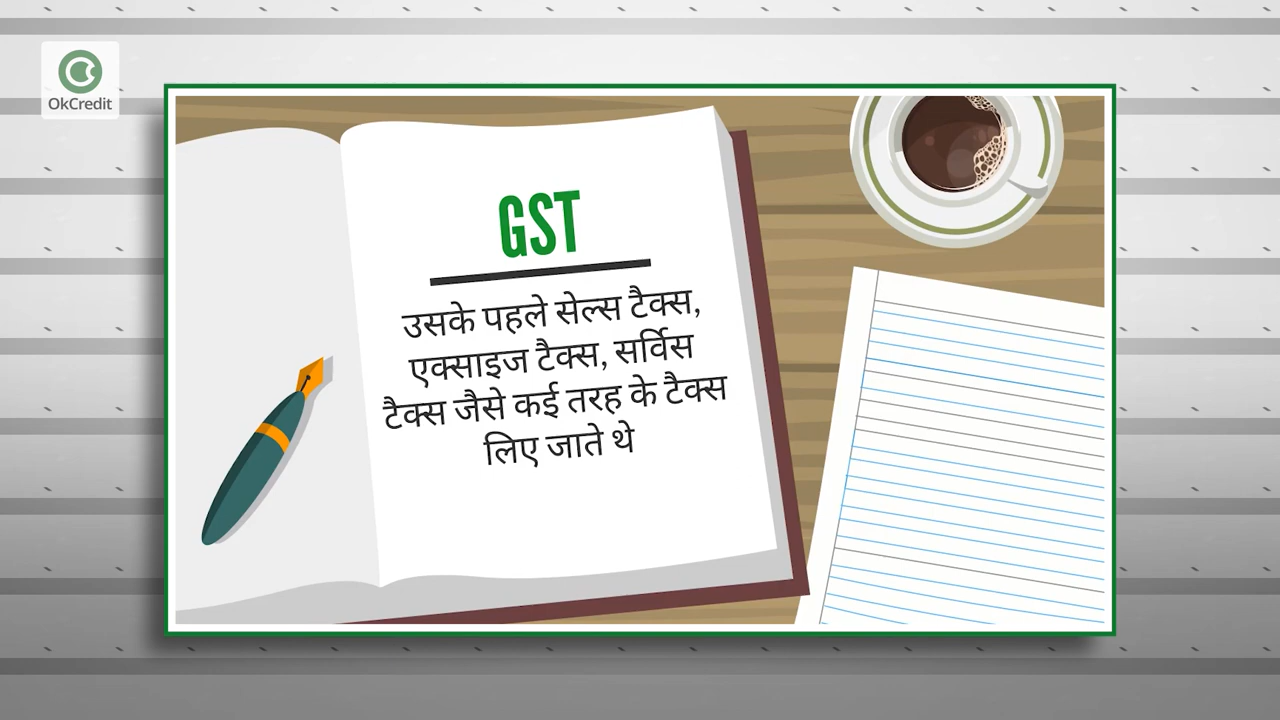 OkCredit
GST
उसके पहले सेल्स टैक्स,
एक्साइज टैक्स, सर्विस
टैक्स जैसे कई तरह के टैक्स
लिए जाते थे